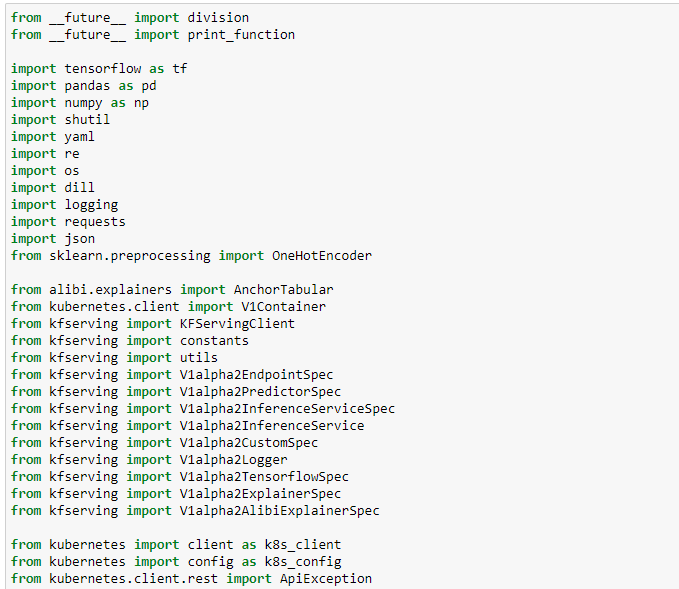 from __future__ import division
from __future__ import print_function
import tensorflow as tf
import pandas as pd
import numpy as np
import shutil
import yaml
import re
import os
import dill
import logging
import requests
import json
from sklearn.preprocessing import OneHotEncoder
from alibi.explainers import AnchorTabular
from kubernetes.client import V1Container
from kfserving import KFServingClient
from kfserving import constants
from kfserving import utils
from kfserving import V1alpha2EndpointSpec
from kfserving import V1alpha2PredictorSpec
from kfserving import V1alpha2InferenceServiceSpec
from kfserving import V1alpha2InferenceService
from kfserving import V1alpha2CustomSpec
from kfserving import V1alpha2Logger
from kfserving import V1alpha2TensorflowSpec
from kfserving import V1alpha2ExplainerSpec
from kfserving import V1alpha2AlibiExplainerSpec
from kubernetes import client as k8s_client
from kubernetes import config as k8s_config
from kubernetes.client.rest import ApiException